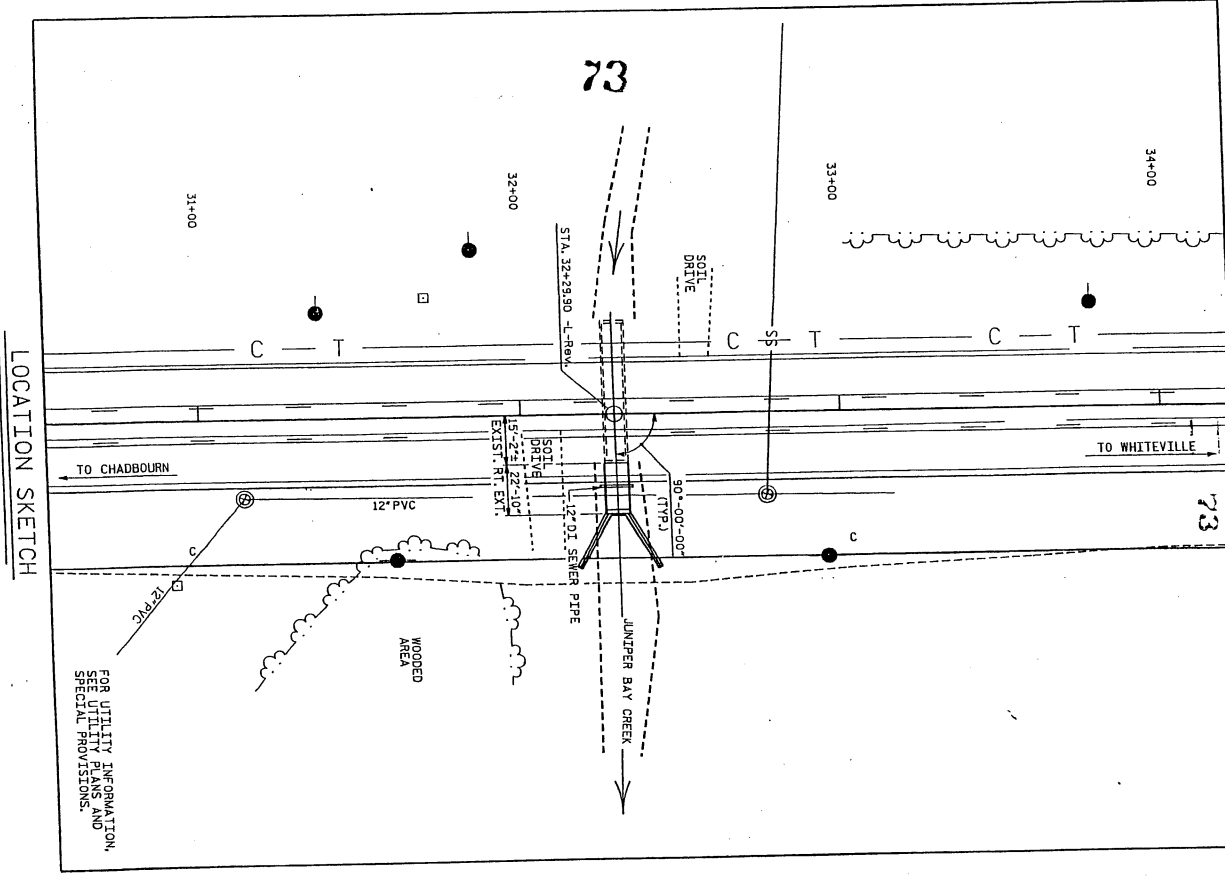 73
31+00
32+00
33+00
34+00
STA. 32+29.90 -L-Rev.
SOIL
DRIVE
C T
C SS T
C T
TO CHADBOURN
TO WHITEVILLE
15'-2"±
EXIST.
22'-10"
RT. EXT.
SOIL
DRIVE
90°-00'-00"
(TYP.)
12" PVC
12" DI SEWER PIPE
73
C
C
12" PVC
JUNIPER BAY CREEK
WOODED
AREA
FOR UTILITY INFORMATION,
SEE UTILITY PLANS AND
SPECIAL PROVISIONS.
LOCATION SKETCH